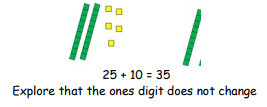 25 + 10 = 35
Explore that the ones digit does not change